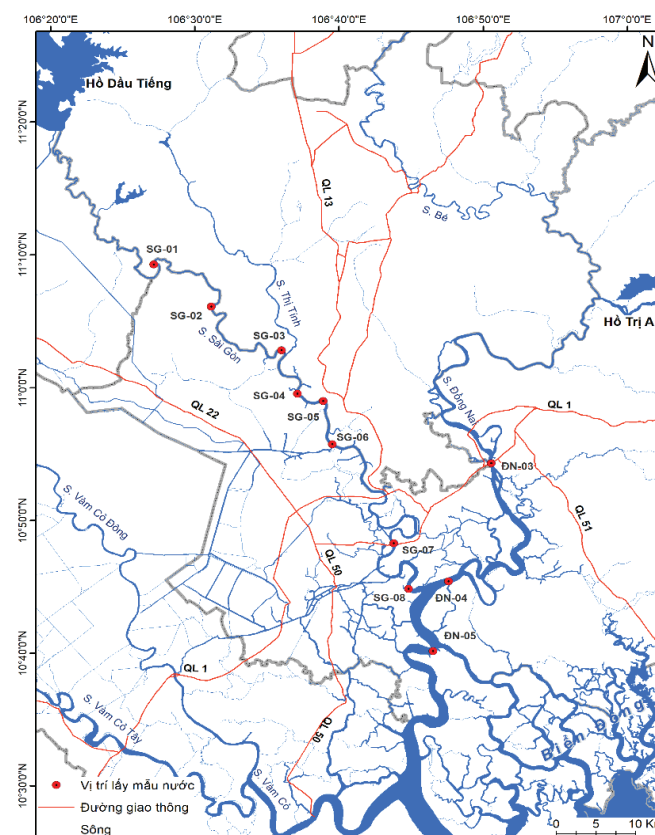 106°20'0"E 106°30'0"E 106°40'0"E 106°50'0"E 107°0'0"E
N
Hồ Dầu Tiếng
11°20'0"N
QL 13
S. Bé
11°10'0"N
SG-01
S. Thị Tính
SG-02
S. Sài Gòn
SG-03
Hồ Trị A
11°0'0"N
SG-04
SG-05
S. Đồng Nai
QL 1
QL 22
SG-06
ĐN-03
S. Vàm Cỏ Đông
QL 51
10°50'0"N
SG-07
QL 50
SG-08
ĐN-04
ĐN-05
10°40'0"N
QL 1
S. Vàm Cỏ Tây
QL 50
Biển Đông
S. Vàm Cỏ
10°30'0"N
Vị trí lấy mẫu nước
Đường giao thông
Sông
0 5 10 K